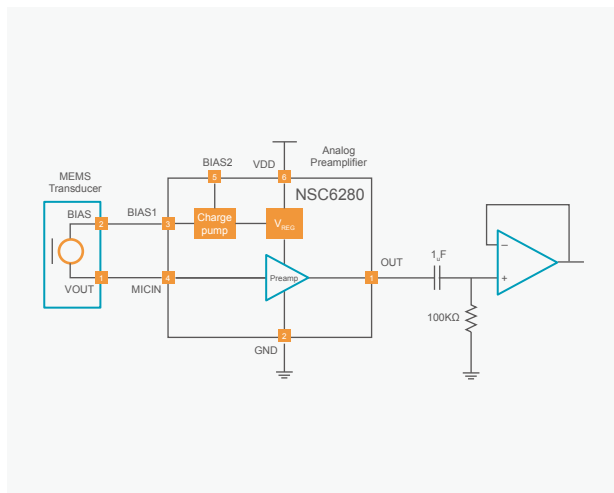 Analog
Preamplifier
BIAS2
VDD
5
6
NSC6280
MEMS
Transducer
BIAS
2
BIAS1
3
Charge
pump
VREG
VOUT
1
MICIN
4
Preamp
1
OUT
1uF
−
+
100KΩ
2
GND